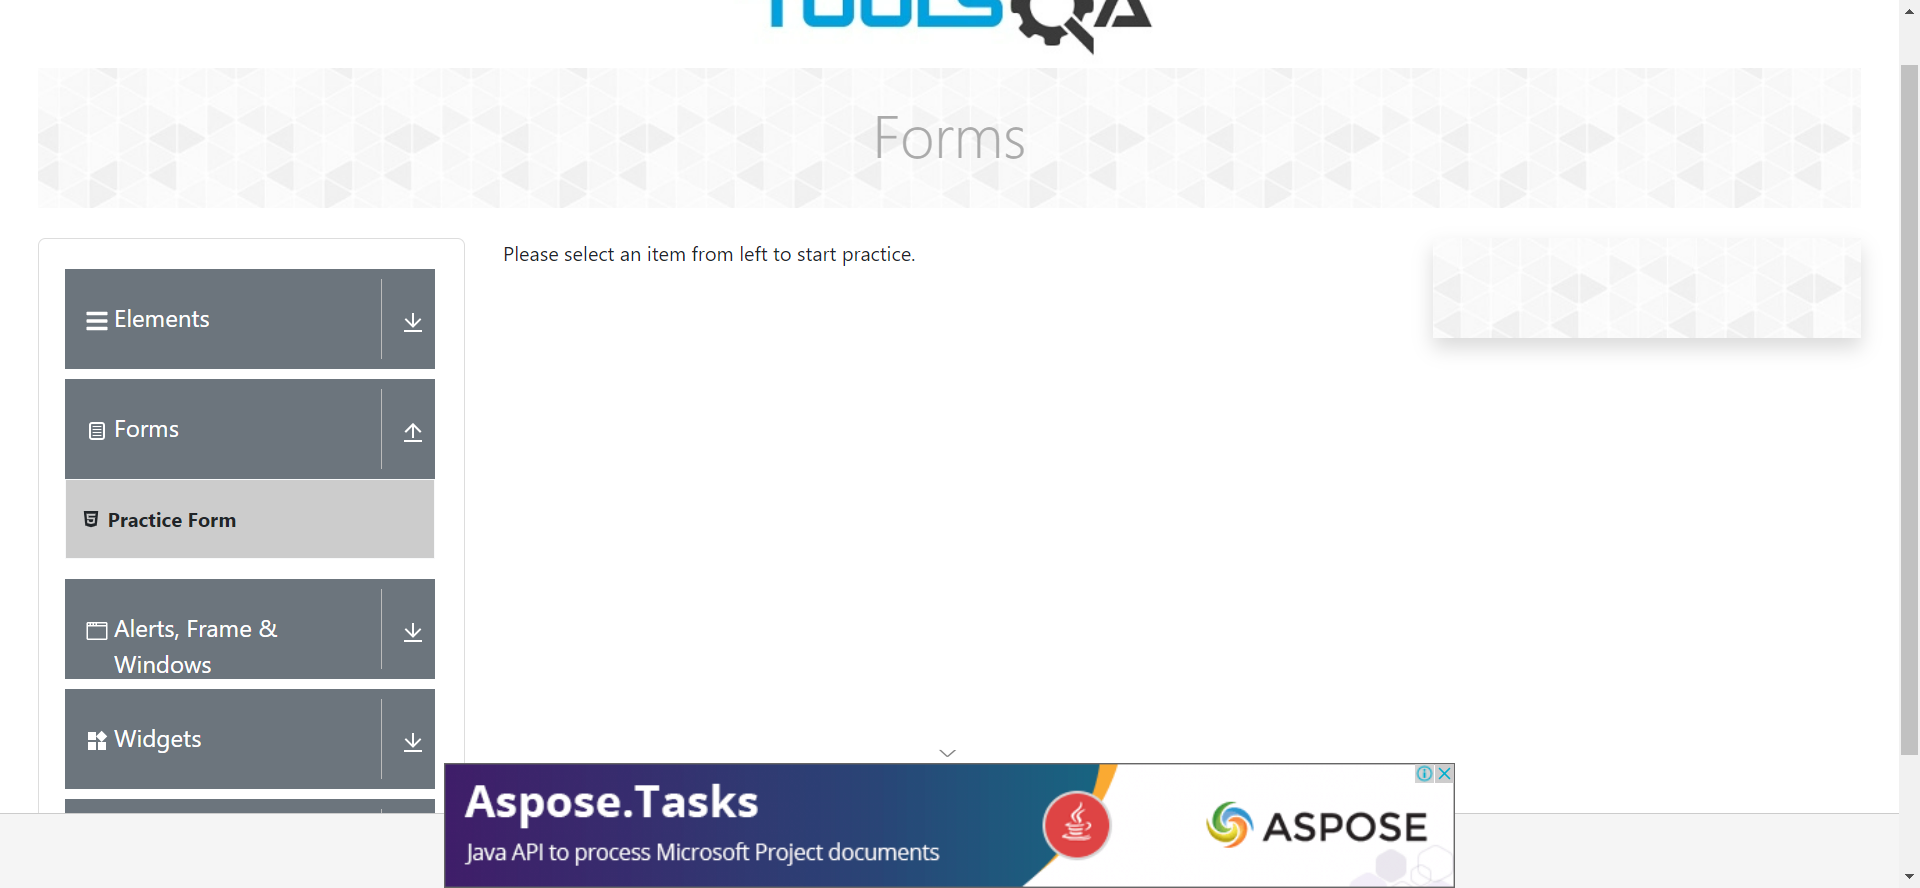 TOOLSQA
Forms
Please select an item from left to start practice.
Elements
Forms
Practice Form
Alerts, Frame &
Windows
Widgets
Aspose.Tasks
Java API to process Microsoft Project documents
ASPOSE